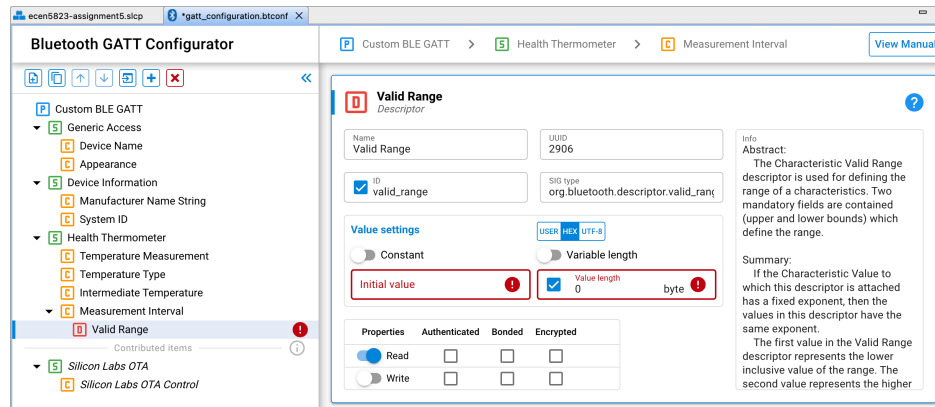 ecen5823-assignment5.slcp
*gatt_configuration.btconf
Bluetooth GATT Configurator
P Custom BLE GATT > S Health Thermometer > C Measurement Interval
View Manual
P Custom BLE GATT
S Generic Access
C Device Name
C Appearance
S Device Information
C Manufacturer Name String
C System ID
S Health Thermometer
C Temperature Measurement
C Temperature Type
C Intermediate Temperature
C Measurement Interval
D Valid Range
Contributed items
S Silicon Labs OTA
C Silicon Labs OTA Control
D Valid Range
Descriptor
?
Name
Valid Range
UUID
2906
ID
valid_range
SIG type
org.bluetooth.descriptor.valid_rang
Value settings
USER HEX UTF-8
Constant
Variable length
Initial value
Value length
0 byte
Properties Authenticated Bonded Encrypted
Read
Write
Info
Abstract:
The Characteristic Valid Range
descriptor is used for defining the
range of a characteristics. Two
mandatory fields are contained
(upper and lower bounds) which
define the range.
Summary:
If the Characteristic Value to
which this descriptor is attached
has a fixed exponent, then the
values in this descriptor have the
same exponent.
The first value in the Valid Range
descriptor represents the lower
inclusive value of the range. The
second value represents the higher